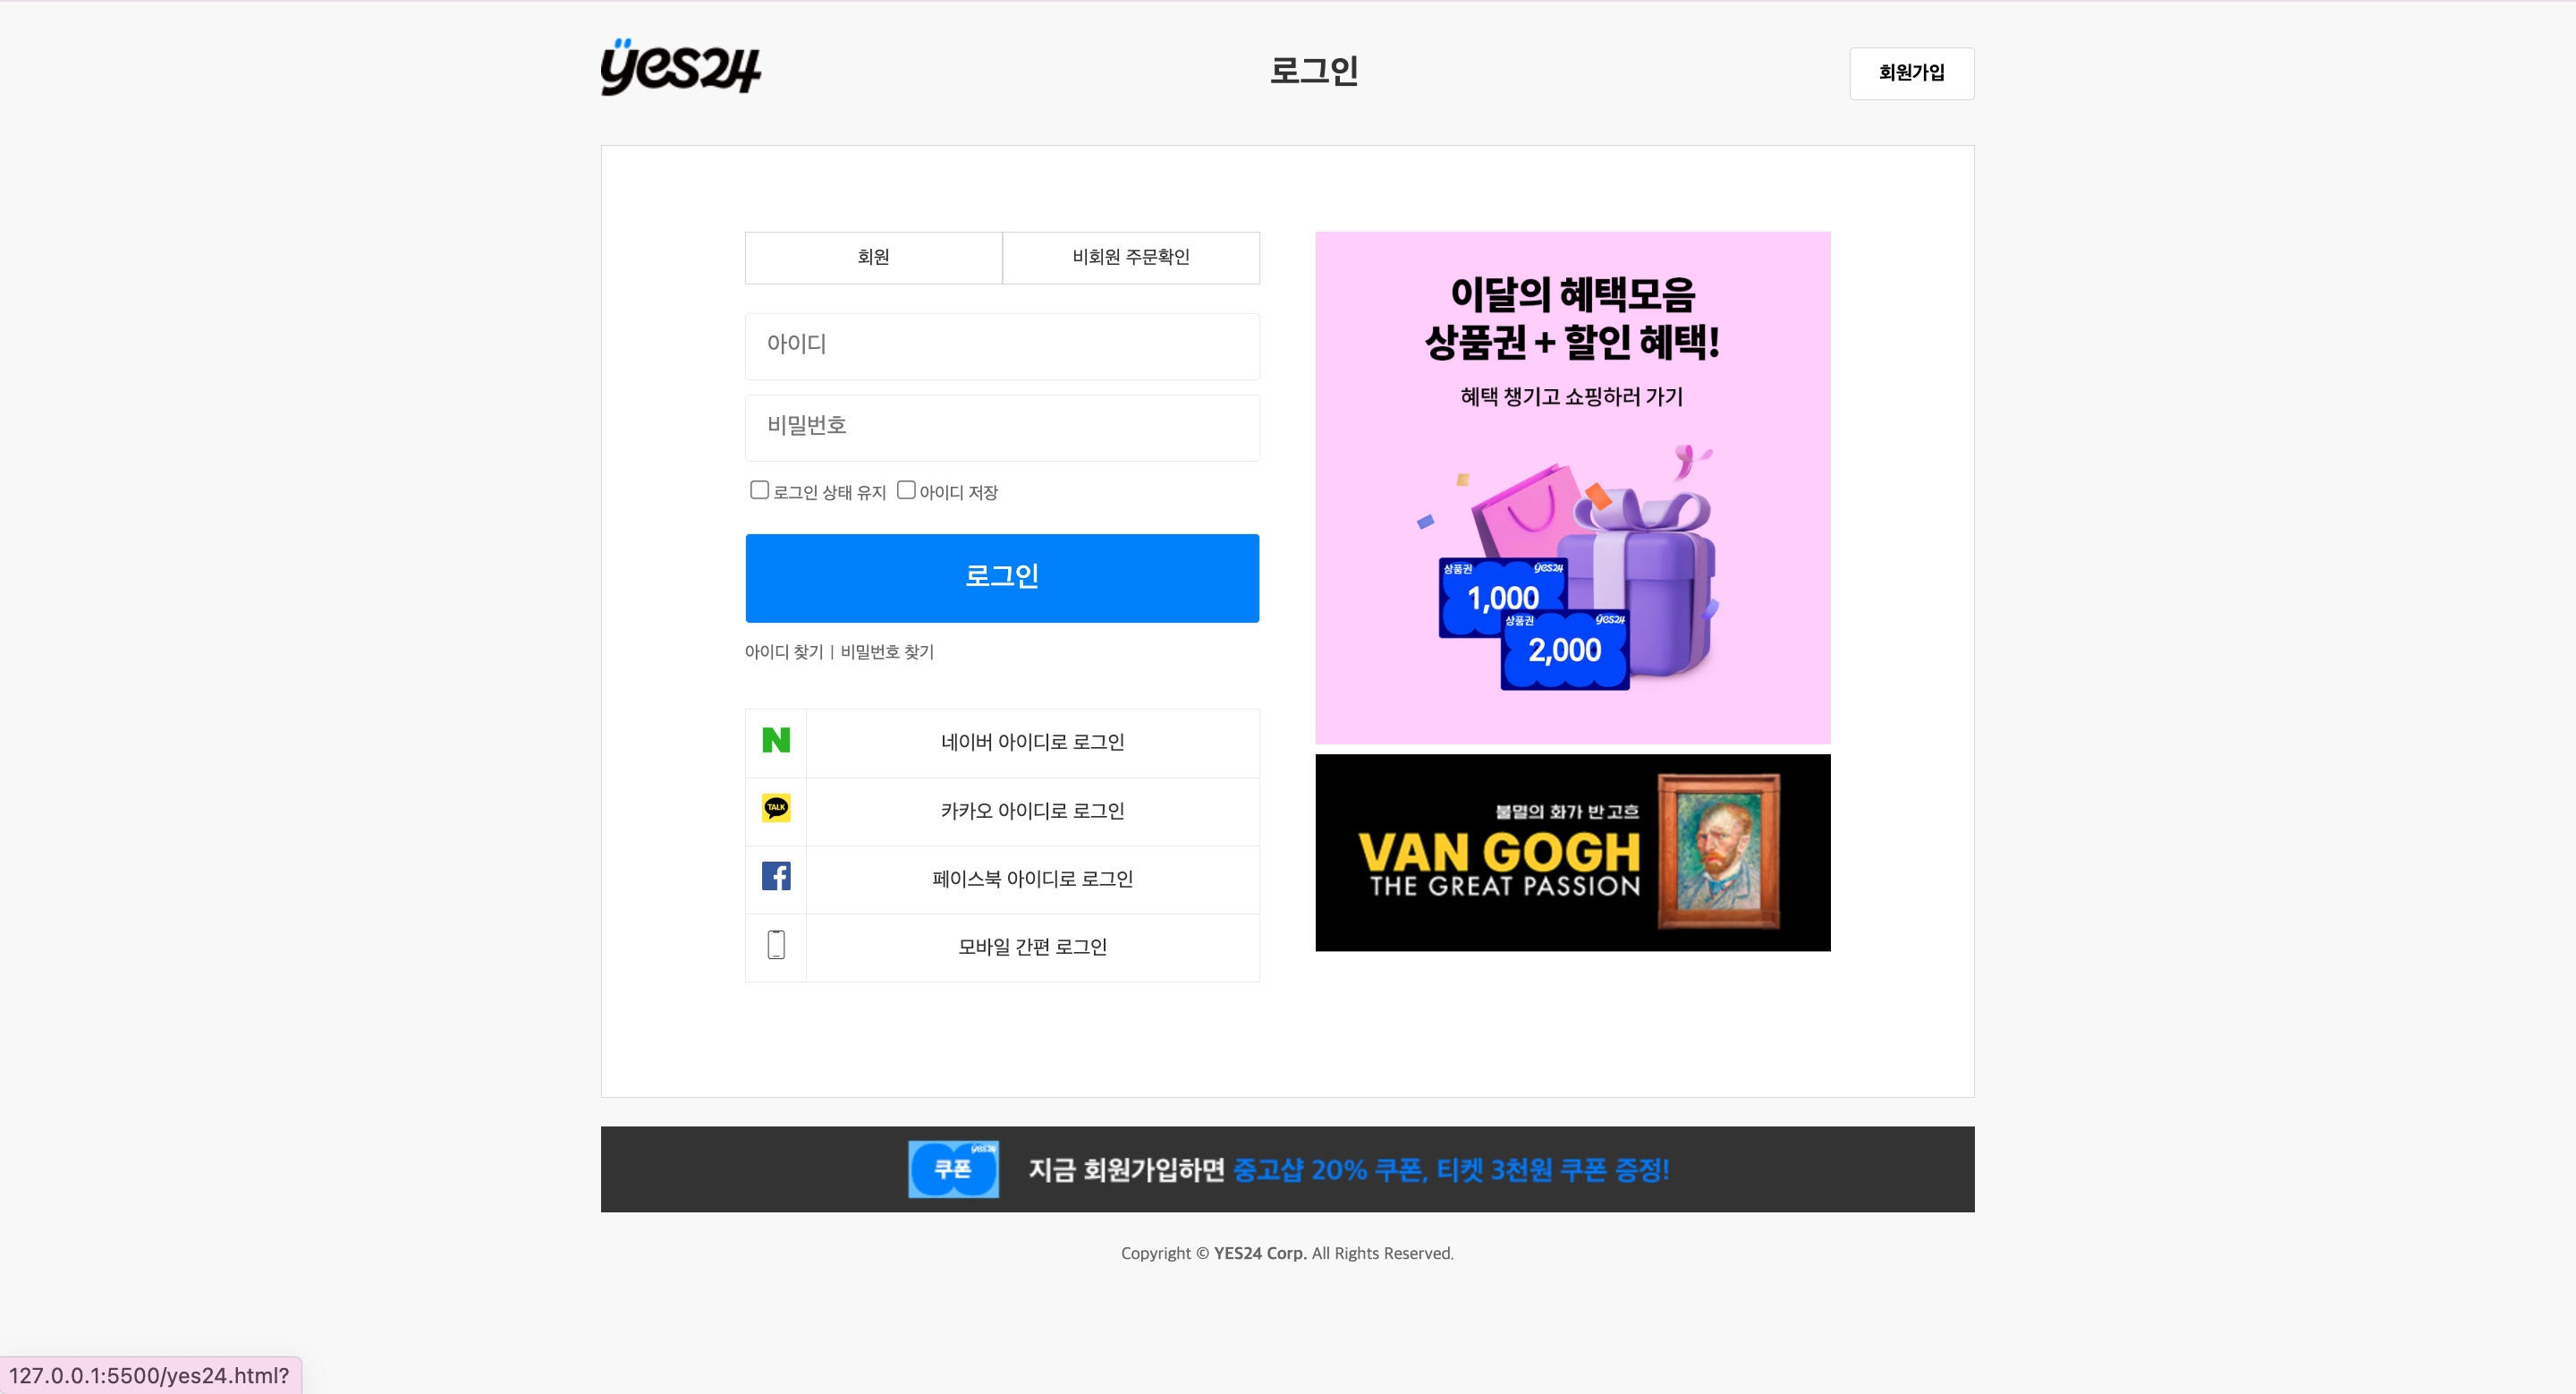 yes24
로그인
회원가입
회원
비회원 주문확인
아이디
비밀번호
로그인 상태 유지
아이디 저장
로그인
아이디 찾기 | 비밀번호 찾기
N
네이버 아이디로 로그인
TALK
카카오 아이디로 로그인
f
페이스북 아이디로 로그인
모바일 간편 로그인
이달의 혜택모음
상품권 + 할인 혜택!
혜택 챙기고 쇼핑하러 가기
상품권 yes24
1,000
상품권 yes24
2,000
불멸의 화가 반 고흐
VAN GOGH
THE GREAT PASSION
yes24
쿠폰
지금 회원가입하면 중고샵 20% 쿠폰, 티켓 3천원 쿠폰 증정!
Copyright © YES24 Corp. All Rights Reserved.
127.0.0.1:5500/yes24.html?